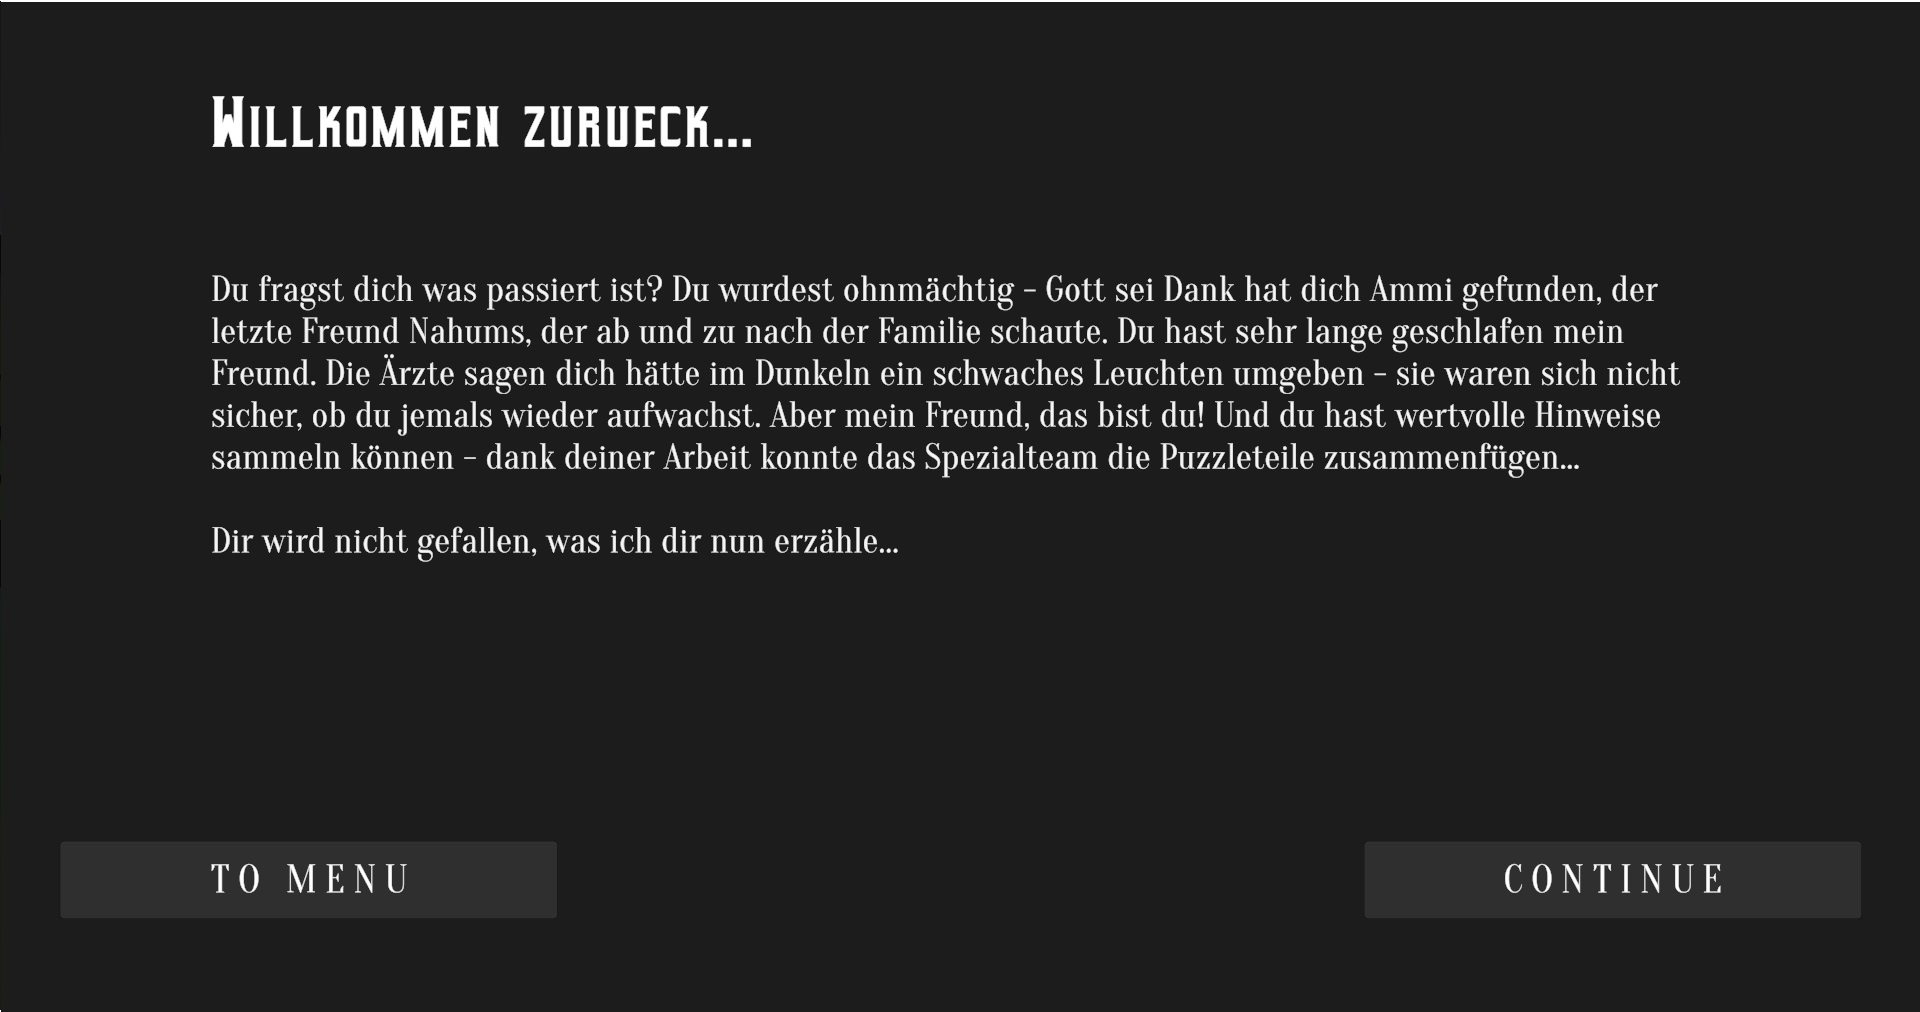 Willkommen zurueck...
Du fragst dich was passiert ist? Du wurdest ohnmächtig - Gott sei Dank hat dich Ammi gefunden, der
letzte Freund Nahums, der ab und zu nach der Familie schaute. Du hast sehr lange geschlafen mein
Freund. Die Ärzte sagen dich hätte im Dunkeln ein schwaches Leuchten umgeben - sie waren sich nicht
sicher, ob du jemals wieder aufwachst. Aber mein Freund, das bist du! Und du hast wertvolle Hinweise
sammeln können - dank deiner Arbeit konnte das Spezialteam die Puzzleteile zusammenfügen...
Dir wird nicht gefallen, was ich dir nun erzähle...
TO MENU
CONTINUE